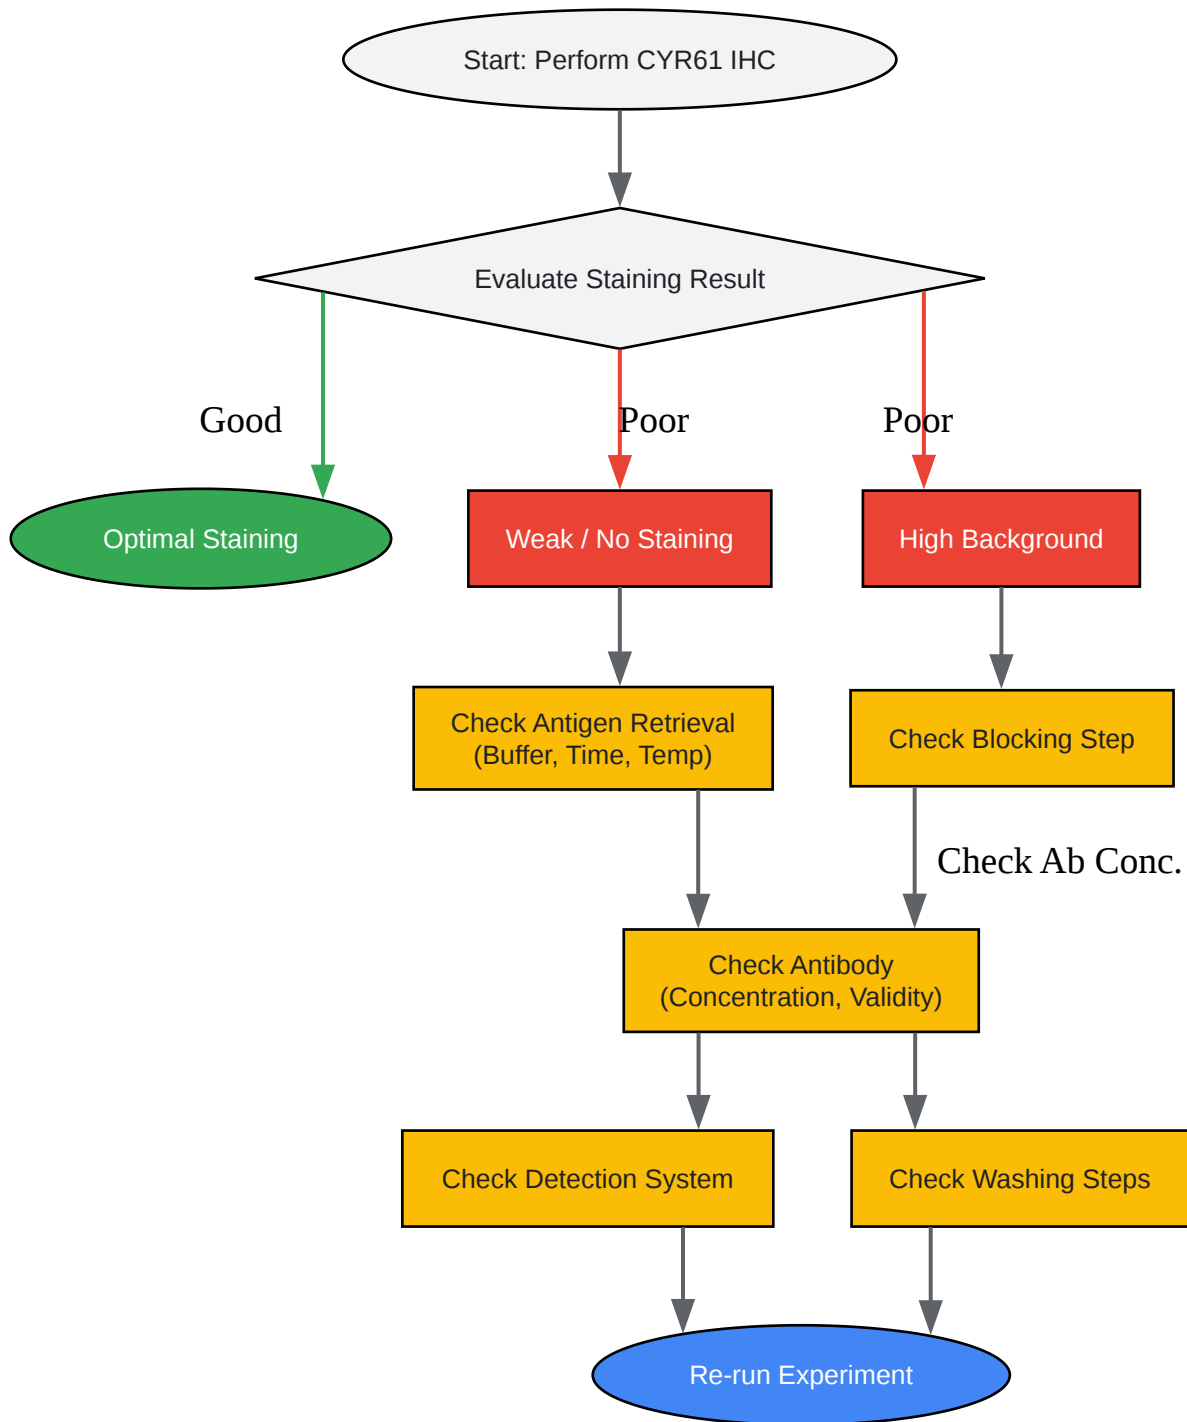 Start: Perform CYR61 IHC
Evaluate Staining Result
Good
Poor
Poor
Optimal Staining
Weak / No Staining
High Background
Check Antigen Retrieval
(Buffer, Time, Temp)
Check Blocking Step
Check Ab Conc.
Check Antibody
(Concentration, Validity)
Check Detection System
Check Washing Steps
Re-run Experiment